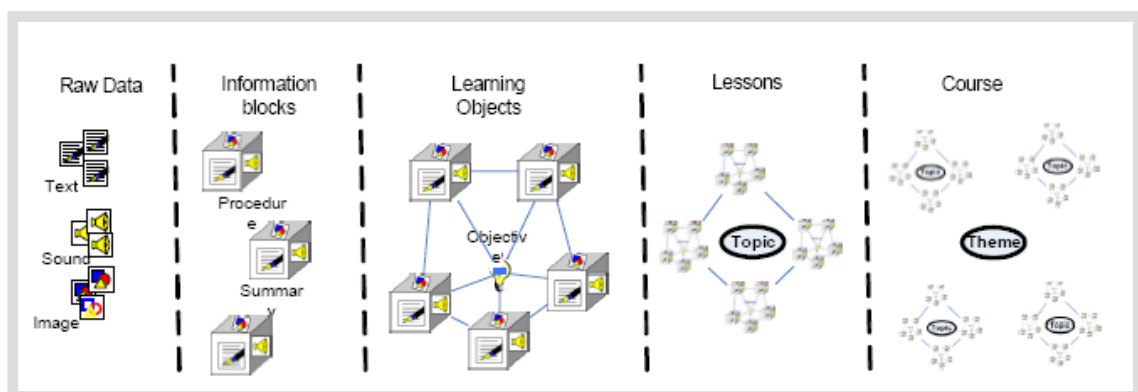 Raw Data
Text
Sound
Image
Information
blocks
Procedur
e
Summar
y
Learning
Objects
Objectiv
e
Lessons
Topic
Course
Topic
Topic
Theme
Topic
Topic